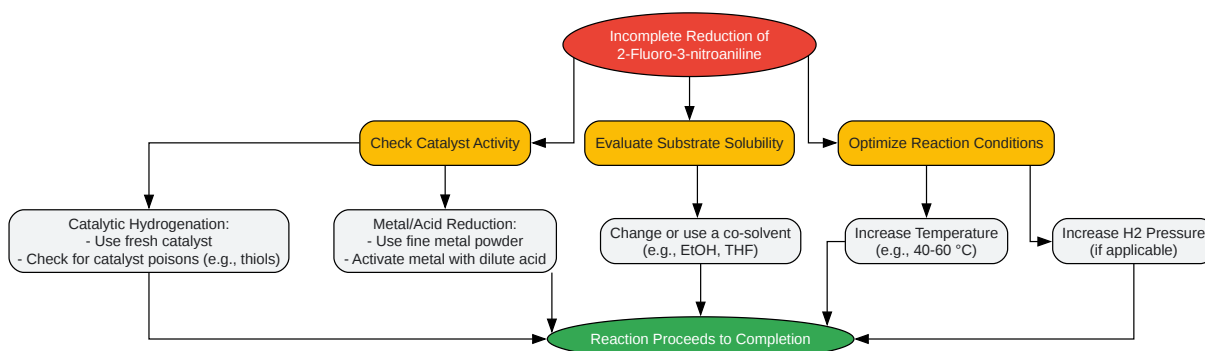 Incomplete Reduction of
2-Fluoro-3-nitroaniline
Check Catalyst Activity
Evaluate Substrate Solubility
Optimize Reaction Conditions
Catalytic Hydrogenation:
- Use fresh catalyst
- Check for catalyst poisons (e.g., thiols)
Metal/Acid Reduction:
- Use fine metal powder
- Activate metal with dilute acid
Change or use a co-solvent
(e.g., EtOH, THF)
Increase Temperature
(e.g., 40-60 °C)
Increase H2 Pressure
(if applicable)
Reaction Proceeds to Completion